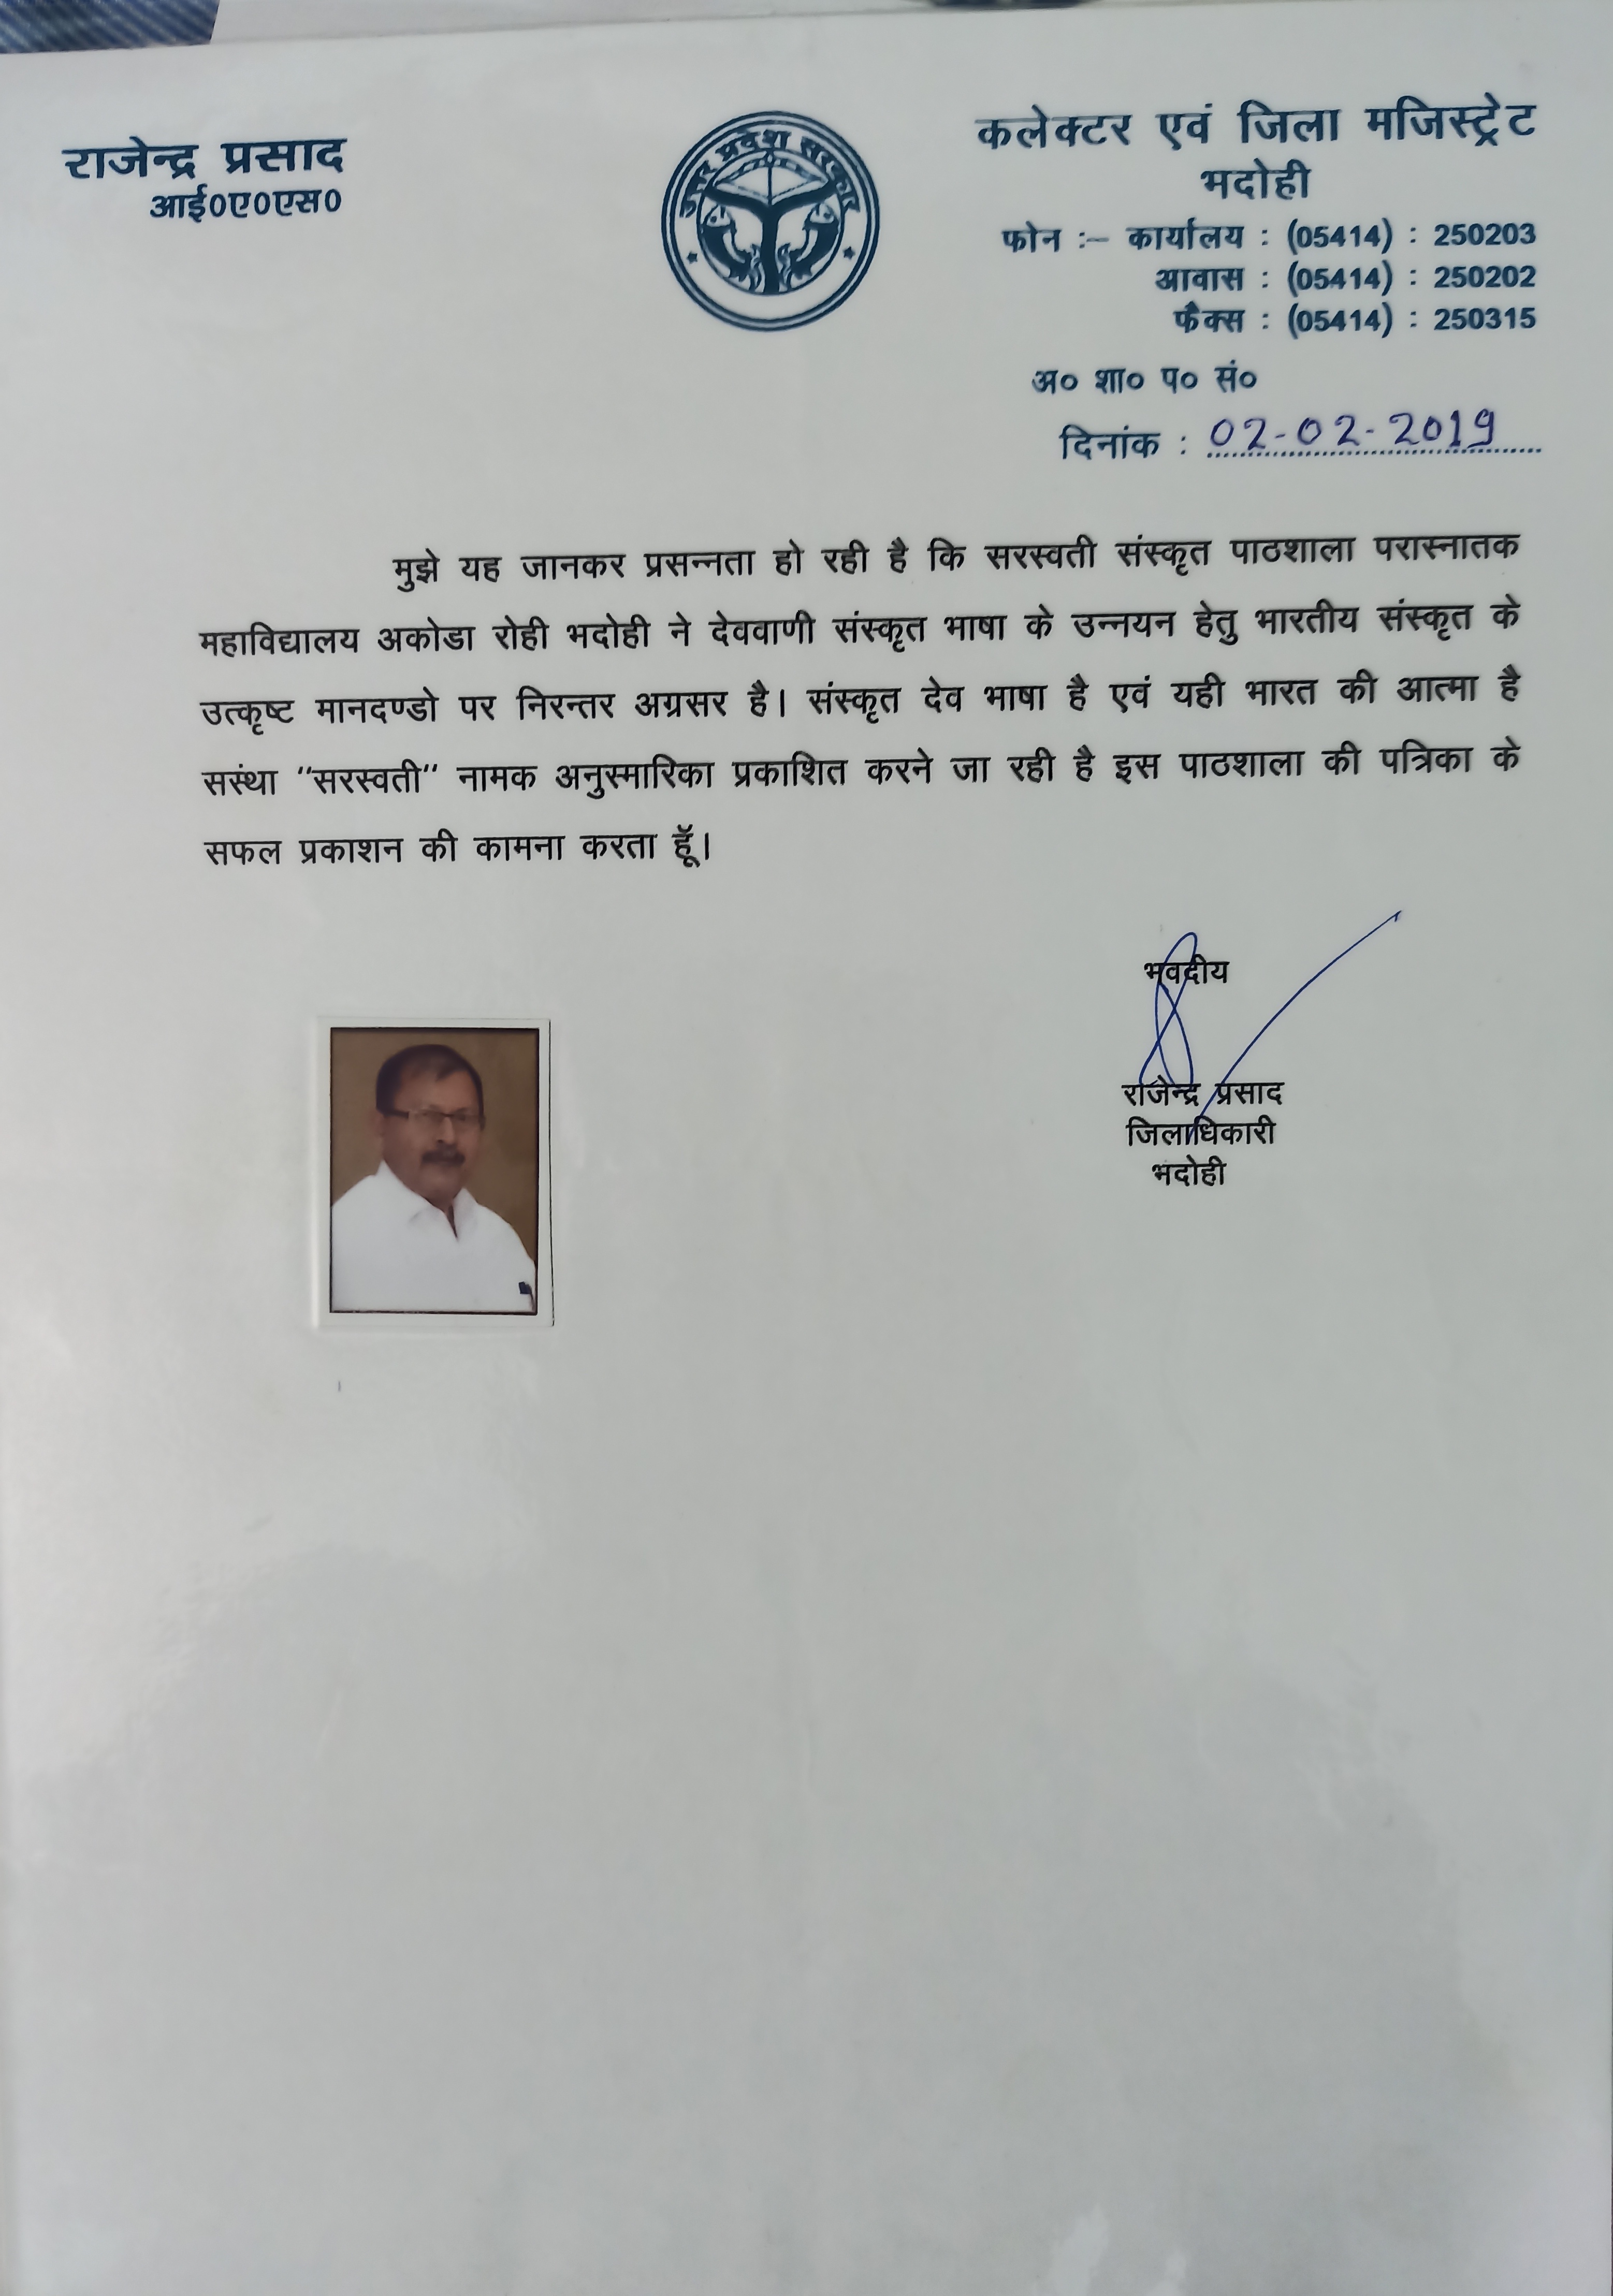 राजेन्द्र प्रसाद
आई०ए०एस०
उत्तर प्रदेश सरकार
कलेक्टर एवं जिला मजिस्ट्रेट
भदोही
फोन :– कार्यालय : (05414) : 250203
आवास : (05414) : 250202
फैक्स : (05414) : 250315
अ० शा० प० सं०
दिनांक : 02-02-2019
मुझे यह जानकर प्रसन्नता हो रही है कि सरस्वती संस्कृत पाठशाला परास्नातक
महाविद्यालय अकोडा रोही भदोही ने देववाणी संस्कृत भाषा के उन्नयन हेतु भारतीय संस्कृत के
उत्कृष्ट मानदण्डो पर निरन्तर अग्रसर है। संस्कृत देव भाषा है एवं यही भारत की आत्मा है
सस्ंथा ''सरस्वती'' नामक अनुस्मारिका प्रकाशित करने जा रही है इस पाठशाला की पत्रिका के
सफल प्रकाशन की कामना करता हूॅ।
भवदीय
राजेन्द्र प्रसाद
जिलाधिकारी
भदोही